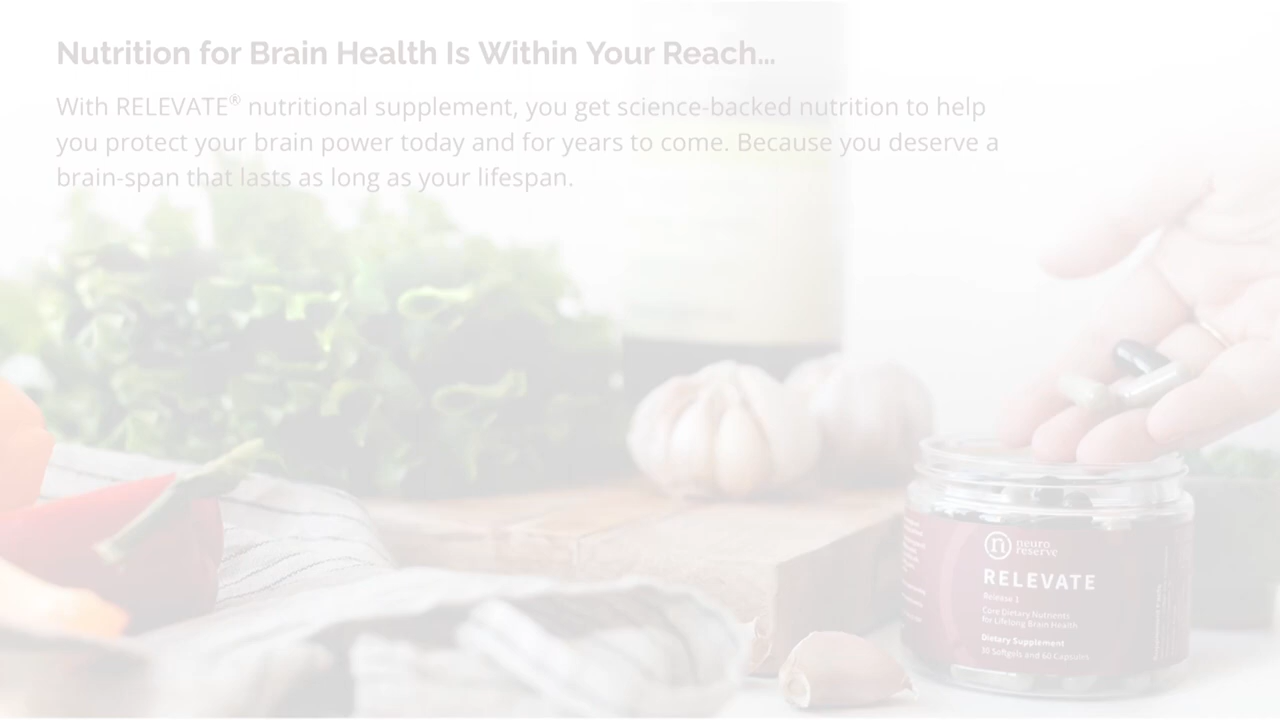 Nutrition for Brain Health Is Within Your Reach...
With RELEVATE® nutritional supplement, you get science-backed nutrition to help
you protect your brain power today and for years to come. Because you deserve a
brain-span that lasts as long as your lifespan.
neuro
reserve
RELEVATE
Release 3
Core Dietary Nutrients
for Lifelong Brain Health
Dietary Supplement
30 Softgels and 60 Capsules